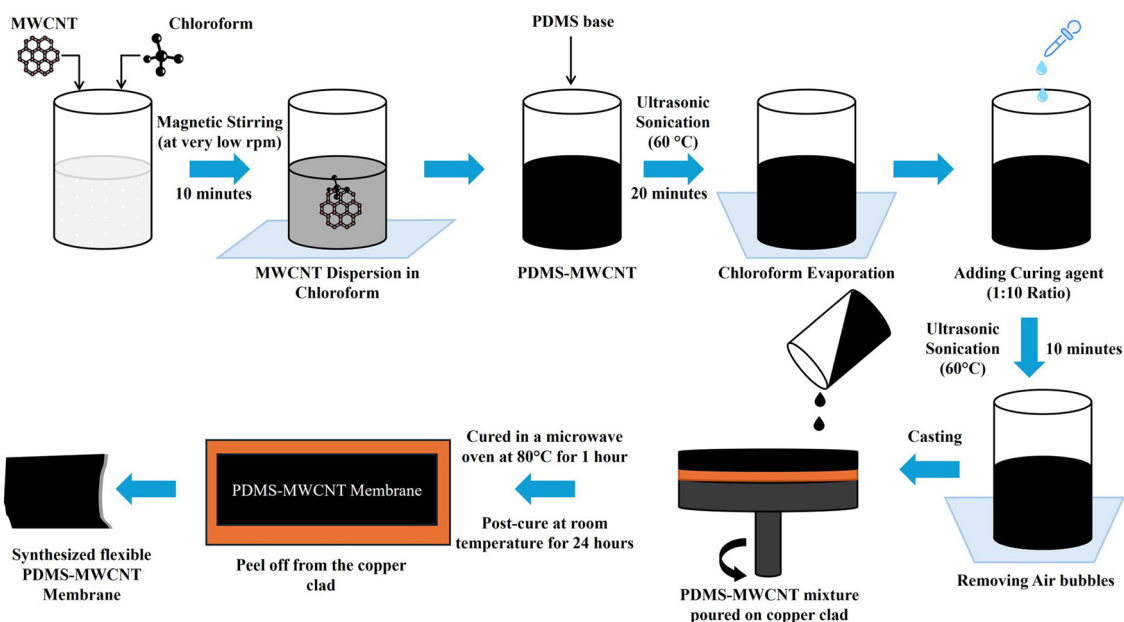 MWCNT
Chloroform
Magnetic Stirring
(at very low rpm)
10 minutes
MWCNT Dispersion in
Chloroform
PDMS base
PDMS-MWCNT
Ultrasonic
Sonication
(60 °C)
20 minutes
Chloroform Evaporation
Adding Curing agent
(1:10 Ratio)
Ultrasonic
Sonication
(60°C)
10 minutes
Removing Air bubbles
Casting
PDMS-MWCNT mixture
poured on copper clad
Cured in a microwave
oven at 80°C for 1 hour
Post-cure at room
temperature for 24 hours
PDMS-MWCNT Membrane
Peel off from the copper
clad
Synthesized flexible
PDMS-MWCNT
Membrane